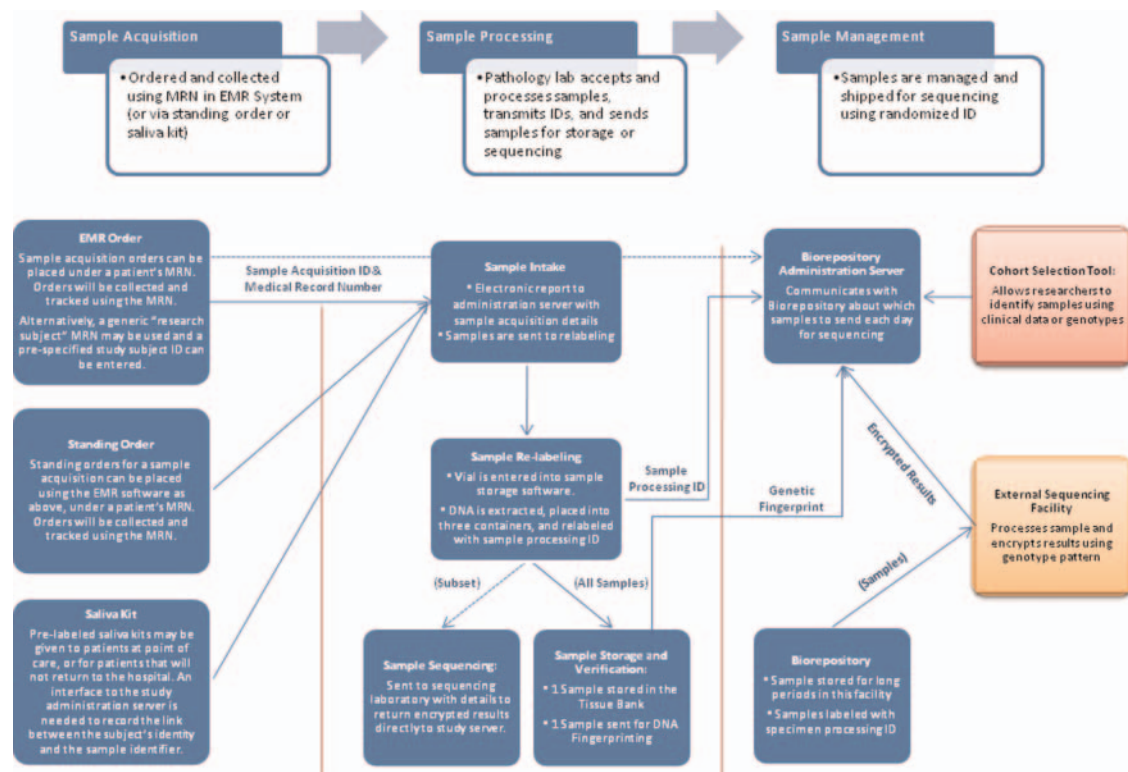 Sample Acquisition
• Ordered and collected
using MRN in EMR System
(or via standing order or
saliva kit)
Sample Processing
• Pathology lab accepts and
processes samples,
transmits IDs, and sends
samples for storage or
sequencing
Sample Management
• Samples are managed and
shipped for sequencing
using randomized ID
EMR Order
Sample acquisition orders can be
placed under a patient's MRN.
Orders will be collected and
tracked using the MRN.
Alternatively, a generic "research
subject" MRN may be used and a
pre-specified study subject ID can
be entered.
Sample Acquisition ID &
Medical Record Number
Sample Intake
• Electronic report to
administration server with
sample acquisition details
• Samples are sent to relabeling
Biorepository
Administration Server
Communicates with
Biorepository about which
samples to send each day
for sequencing
Cohort Selection Tool:
Allows researchers to
identify samples using
clinical data or genotypes
Standing Order
Standing orders for a sample
acquisition can be placed
using the EMR software as
above, under a patient's MRN.
Orders will be collected and
tracked using the MRN.
Sample Re-labeling
• Vial is entered into sample
storage software.
• DNA is extracted, placed into
three containers, and relabeled
with sample processing ID
Sample
Processing ID
Genetic
Fingerprint
Encrypted Results
External Sequencing
Facility
Processes sample and
encrypts results using
genotype pattern
(Subset)
(All Samples)
(Samples)
Saliva Kit
Pre-labeled saliva kits may be
given to patients at point of
care, or for patients that will
not return to the hospital. An
interface to the study
administration server is
needed to record the link
between the subject's identity
and the sample identifier.
Sample Sequencing:
Sent to sequencing
laboratory with details to
return encrypted results
directly to study server.
Sample Storage and
Verification:
• 1 Sample stored in the
Tissue Bank
• 1 Sample sent for DNA
Fingerprinting
Biorepository
• Sample stored for long
periods in this facility
• Samples labeled with
specimen processing ID